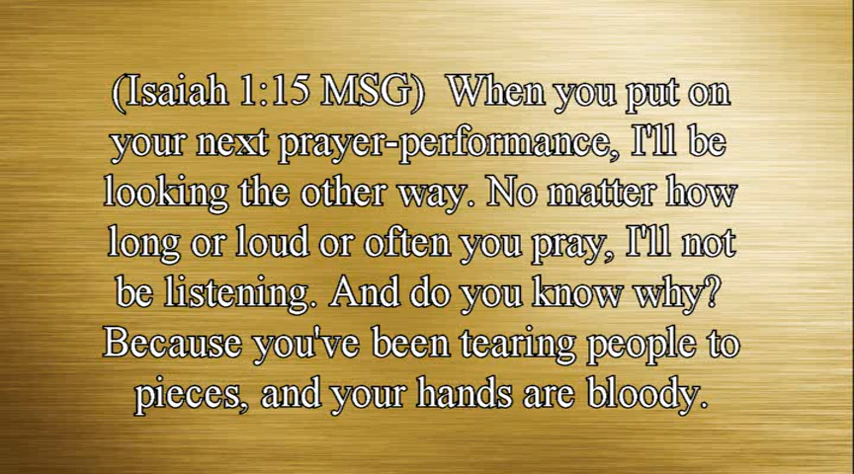 (Isaiah 1:15 MSG)  When you put on
your next prayer-performance, I'll be
looking the other way. No matter how
long or loud or often you pray, I'll not
be listening. And do you know why?
Because you've been tearing people to
pieces, and your hands are bloody.